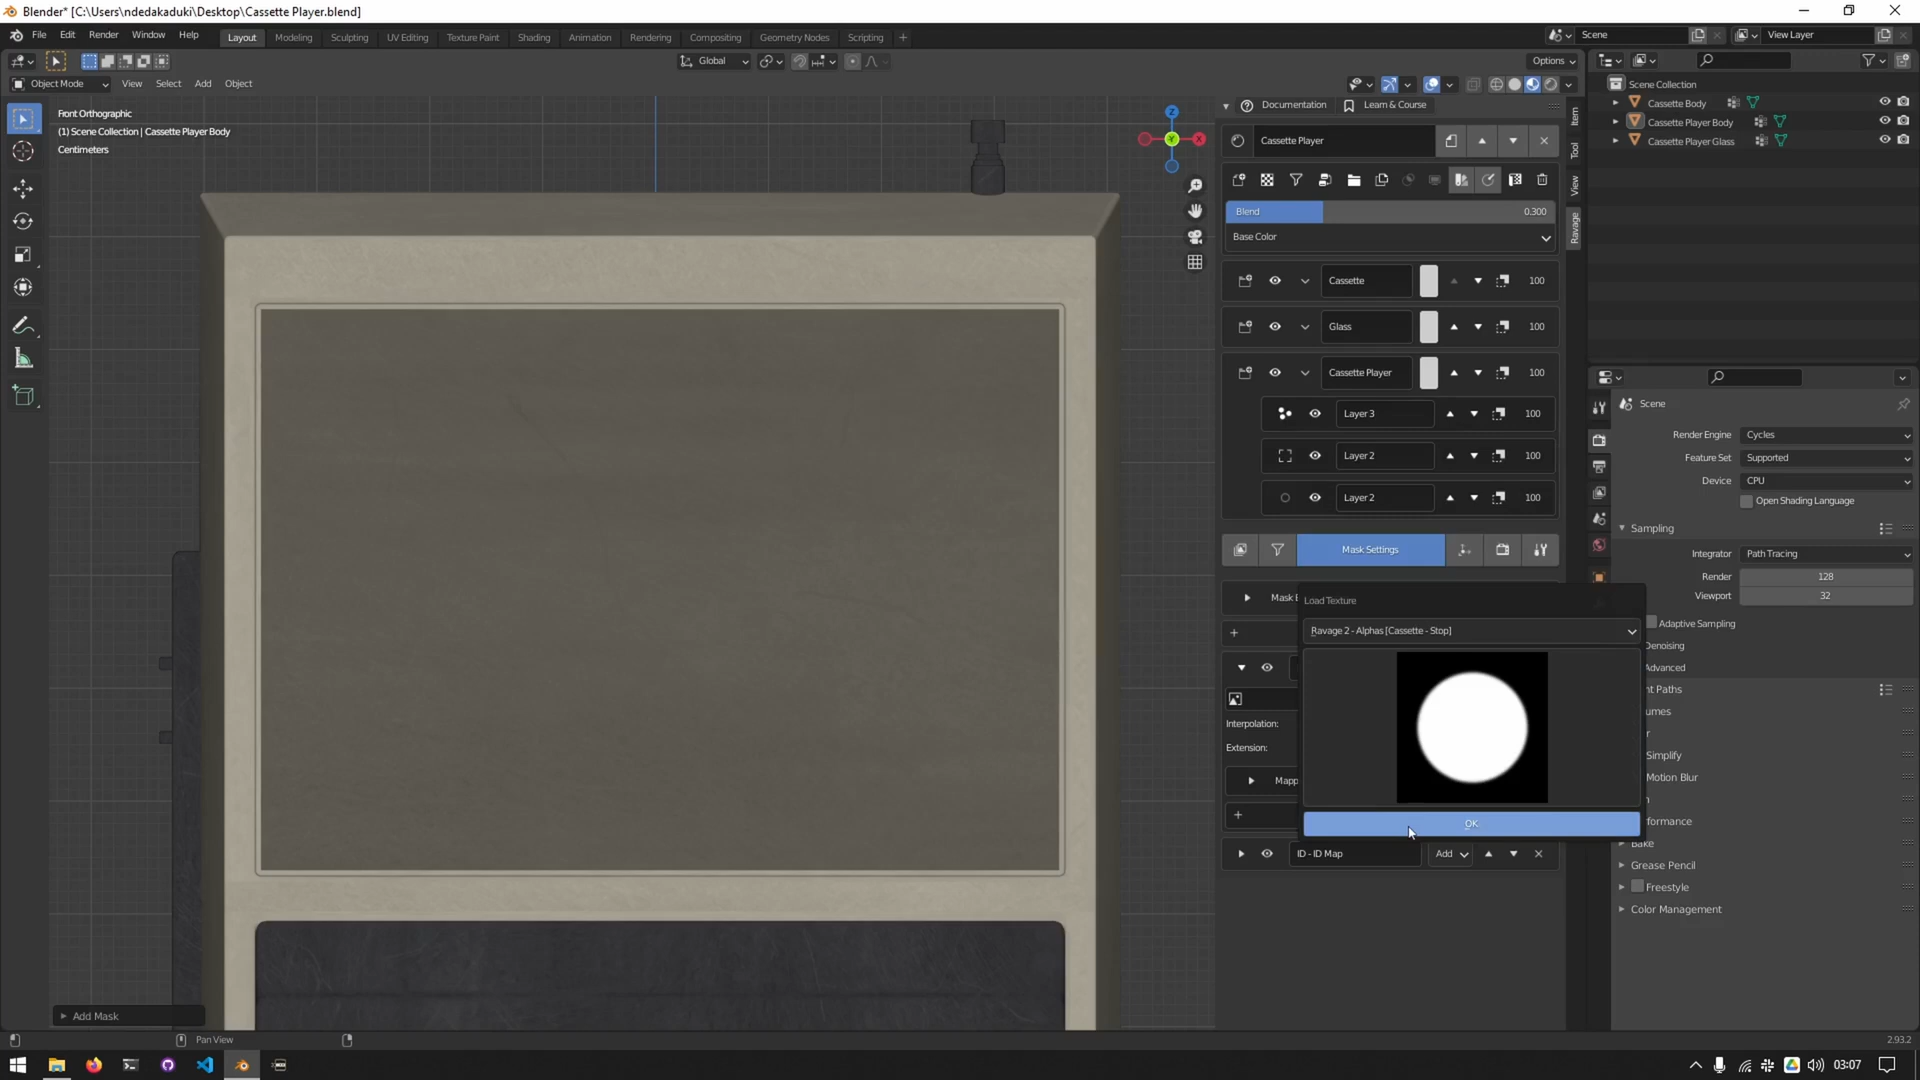 Blender* [C:\Users\ndedakaduki\Desktop\Cassette Player.blend]
File Edit Render Window Help
Layout Modeling Sculpting UV Editing Texture Paint Shading Animation Rendering Compositing Geometry Nodes Scripting +
Scene
View Layer
Global
Options
Object Mode View Select Add Object
Front Orthographic
(1) Scene Collection | Cassette Player Body
Centimeters
Z
Y
X
Documentation Learn & Course
Cassette Player
Blend 0.300
Base Color
Cassette 100
Glass 100
Cassette Player 100
Layer 3 100
Layer 2 100
Layer 2 100
Mask Settings
Load Texture
Ravage 2 - Alphas [Cassette - Stop]
Interpolation:
Extension:
OK
ID - ID Map Add
Item
Tool
View
Ravage
Scene Collection
Cassette Body
Cassette Player Body
Cassette Player Glass
Scene
Render Engine Cycles
Feature Set Supported
Device CPU
Open Shading Language
Sampling
Integrator Path Tracing
Render 128
Viewport 32
Adaptive Sampling
Denoising
Advanced
Simplify
Motion Blur
Bake
Grease Pencil
Freestyle
Color Management
Add Mask
Pan View
2.93.2
03:07